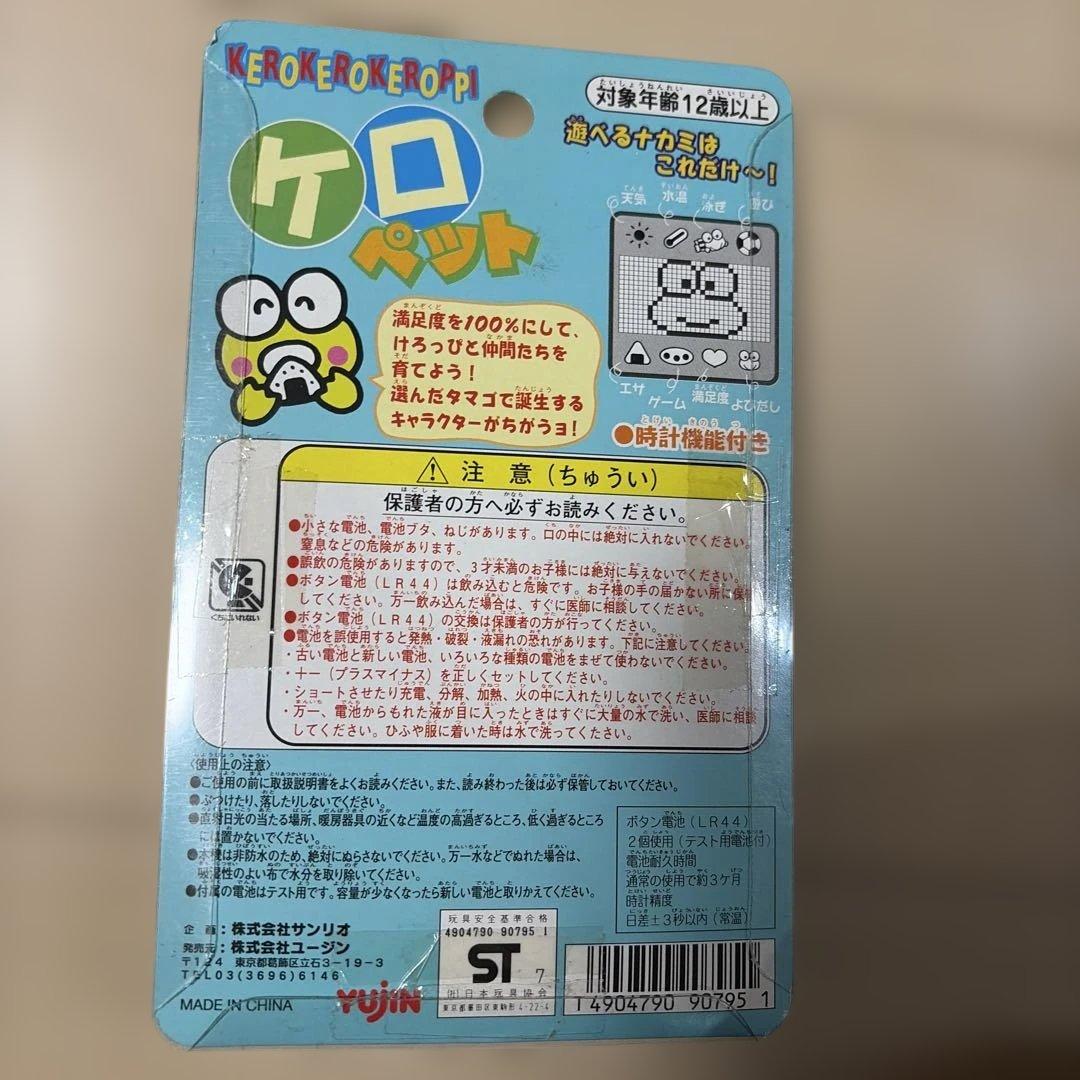 KEROKEROKEROPPI
ケロ
ペット
対象年齢12歳以上
遊べるナカミは
これだけ〜!
天気 水温 泳ぎ 遊び
エサ ゲーム 満足度 よびだし
●時計機能付き
満足度を100%にして、
けろっぴと仲間たちを
育てよう!
選んだタマゴで誕生する
キャラクターがちがうョ!
注意(ちゅうい)
保護者の方へ必ずお読みください。
●小さな電池、電池ブタ、ねじがあります。口の中には絶対に入れないでください。
窒息などの危険があります。
●誤飲の危険がありますので、3才未満のお子様には絶対に与えないでください。
●ボタン電池(LR44)は飲み込むと危険です。お子様の手の届かない所に保
してください。万一飲み込んだ場合は、すぐに医師に相談してください。
●ボタン電池(LR44)の交換は保護者の方が行ってください。
●電池を誤使用すると発熱・破裂・液漏れの恐れがあります。下記に注意してください。
・古い電池と新しい電池、いろいろな種類の電池をまぜて使わないでください。
・+−(プラスマイナス)を正しくセットしてください。
・ショートさせたり充電、分解、加熱、火の中に入れたりしないでください。
・万一、電池からもれた液が目に入ったときはすぐに大量の水で洗い、医師に相談
してください。ひふや服に着いた時は水で洗ってください。
くちにいれない
〈使用上の注意〉
●ご使用の前に取扱説明書をよくお読みください。また、読み終わった後は必ず保管しておいてください。
●ぶつけたり、落したりしないでください。
●直射日光の当たる場所、暖房器具の近くなど温度の高過ぎるところ、低く過ぎるところ
には置かないでください。
●本機は非防水のため、絶対にぬらさないでください。万一水などでぬれた場合は、
吸湿性のよい布で水分を取り除いてください。
●付属の電池はテスト用です。容量が少なくなったら新しい電池と取りかえてください。
ボタン電池(LR44)
2個使用(テスト用電池付)
電池耐久時間
通常の使用で約3ケ月
時計精度
日差±3秒以内(常温)
企画:株式会社サンリオ
発売元:株式会社ユージン
〒124 東京都葛飾区立石3-19-3
TEL03(3696)6146
MADE IN CHINA
YUJIN
玩具安全基準合格
4904790 90795 1
ST 7
(社)日本玩具協会
東京都墨田区東駒形4-22-4
4904790 907951